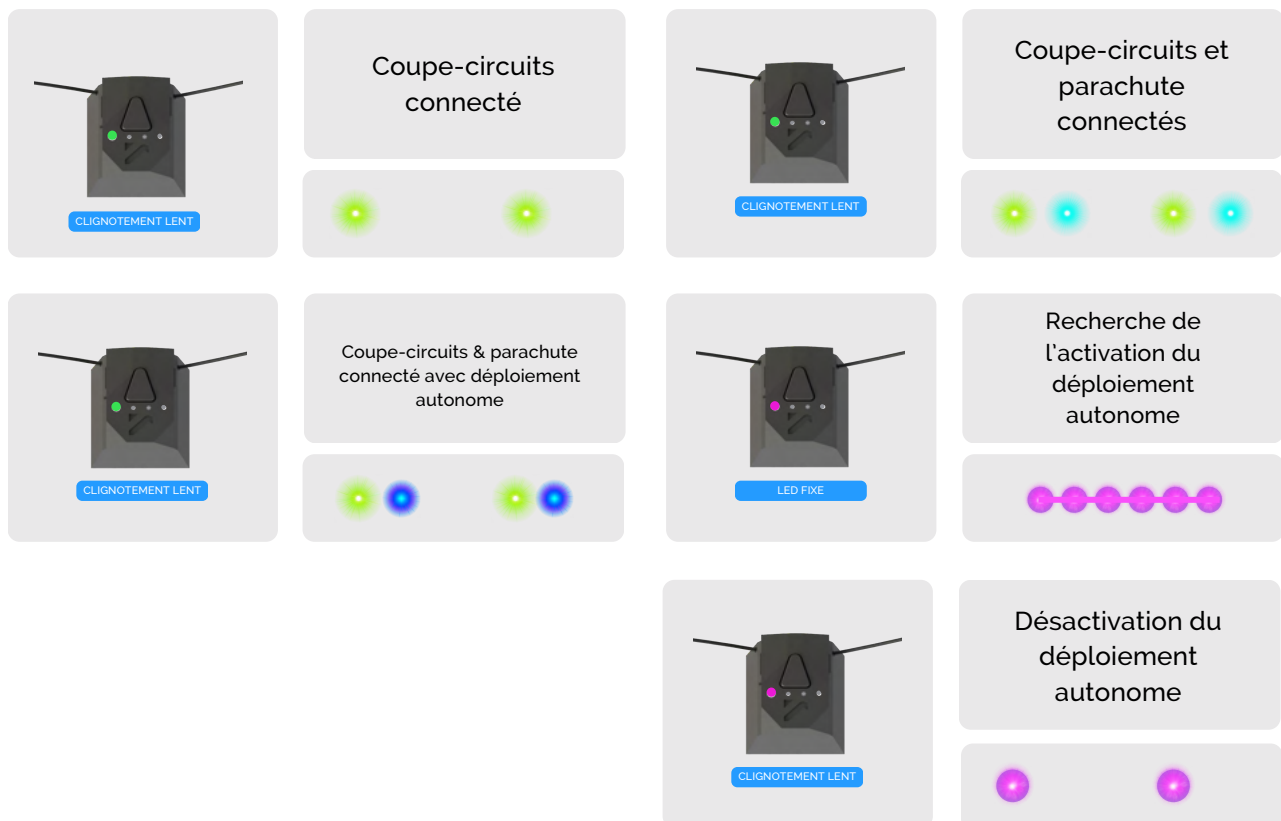 Coupe-circuits
connecté
CLIGNOTEMENT LENT
Coupe-circuits et
parachute
connectés
CLIGNOTEMENT LENT
Coupe-circuits & parachute
connecté avec déploiement
autonome
CLIGNOTEMENT LENT
Recherche de
l’activation du
déploiement
autonome
LED FIXE
Désactivation du
déploiement
autonome
CLIGNOTEMENT LENT